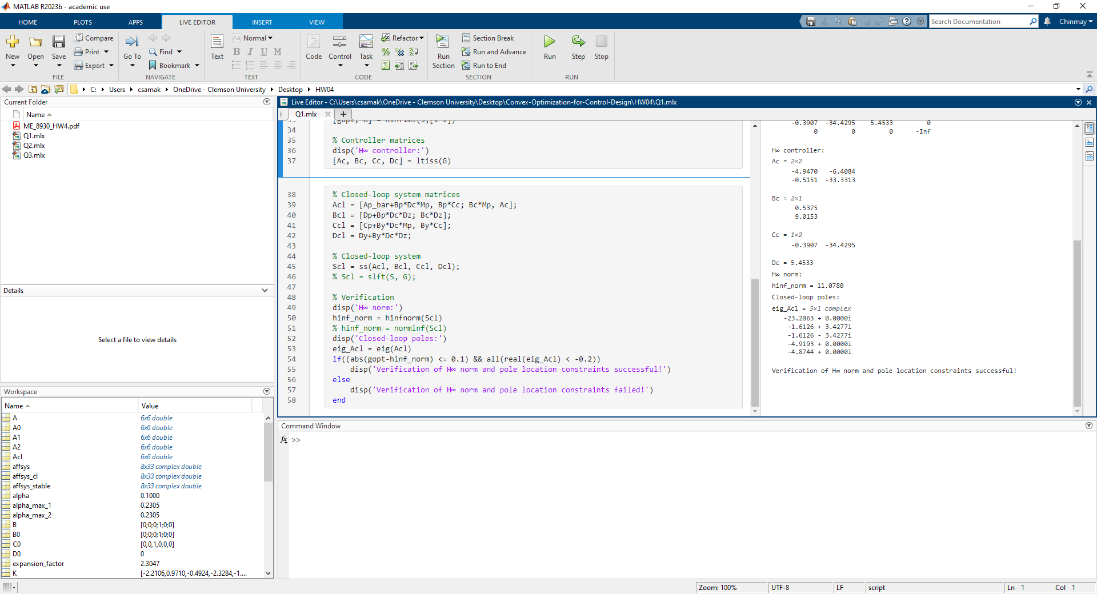 MATLAB R2023b - academic use
HOME PLOTS APPS LIVE EDITOR INSERT VIEW
Search Documentation Chinmay
New Open Save Compare Print Export
Go To Find Bookmark
Text Normal B I U M
Code Control Task Refactor
Run Section Section Break Run and Advance Run to End
Run Step Stop
FILE NAVIGATE TEXT CODE SECTION RUN
C: Users csamak OneDrive - Clemson University Desktop HW04
Current Folder
Name
ME_8930_HW4.pdf
Q1.mlx
Q2.mlx
Q3.mlx
Details
Select a file to view details
Workspace
Name Value
A 6x6 double
A0 6x6 double
A1 6x6 double
A2 6x6 double
Acl 6x6 double
affsys 8x33 complex double
affsys_cl 8x33 complex double
affsys_stable 8x33 complex double
alpha 0.1000
alpha_max_1 0.2305
alpha_max_2 0.2305
B [0;0;0;1;0;0]
B0 [0;0;0;1;0;0]
C0 [0,0,1,0,0,0]
D0 0
expansion_factor 2.3047
K [-2.2106,0.9710,-0.4924,-2.3284,-1....
Live Editor - C:\Users\csamak\OneDrive - Clemson University\Desktop\Convex-Optimization-for-Control-Design\HW04\Q1.mlx
Q1.mlx
34
35 % Controller matrices
36 disp('H∞ controller:')
37 [Ac, Bc, Cc, Dc] = ltiss(G)
38 % Closed-loop system matrices
39 Acl = [Ap_bar+Bp*Dc*Mp, Bp*Cc; Bc*Mp, Ac];
40 Bcl = [Dp+Bp*Dc*Dz; Bc*Dz];
41 Ccl = [Cp+By*Dc*Mp, By*Cc];
42 Dcl = Dy+By*Dc*Dz;
43
44 % Closed-loop system
45 Scl = ss(Acl, Bcl, Ccl, Dcl);
46 % Scl = slft(S, G);
47
48 % Verification
49 disp('H∞ norm:')
50 hinf_norm = hinfnorm(Scl)
51 % hinf_norm = norminf(Scl)
52 disp('Closed-loop poles:')
53 eig_Acl = eig(Acl)
54 if((abs(gopt-hinf_norm) <= 0.1) && all(real(eig_Acl) < -0.2))
55 disp('Verification of H∞ norm and pole location constraints successful!')
56 else
57 disp('Verification of H∞ norm and pole location constraints failed!')
58 end
-0.3907 -34.4295 5.4533 0
0 0 0 -Inf
H∞ controller:
Ac = 2×2
-4.9470 -6.4084
-0.5151 -33.3313
Bc = 2×1
0.5375
9.0153
Cc = 1×2
-0.3907 -34.4295
Dc = 5.4533
H∞ norm:
hinf_norm = 11.0780
Closed-loop poles:
eig_Acl = 5×1 complex
-23.2063 + 0.0000i
-1.6126 + 3.4277i
-1.6126 - 3.4277i
-4.9193 + 0.0000i
-4.8744 + 0.0000i
Verification of H∞ norm and pole location constraints successful!
Command Window
fx >>
Zoom: 100% UTF-8 LF script Ln 1 Col 1